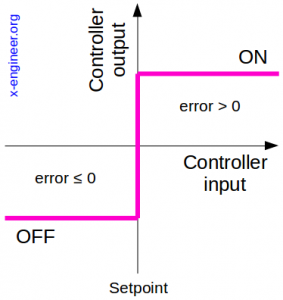 x-engineer.org
Controller
output
ON
error > 0
Controller
input
error ≤ 0
OFF
Setpoint